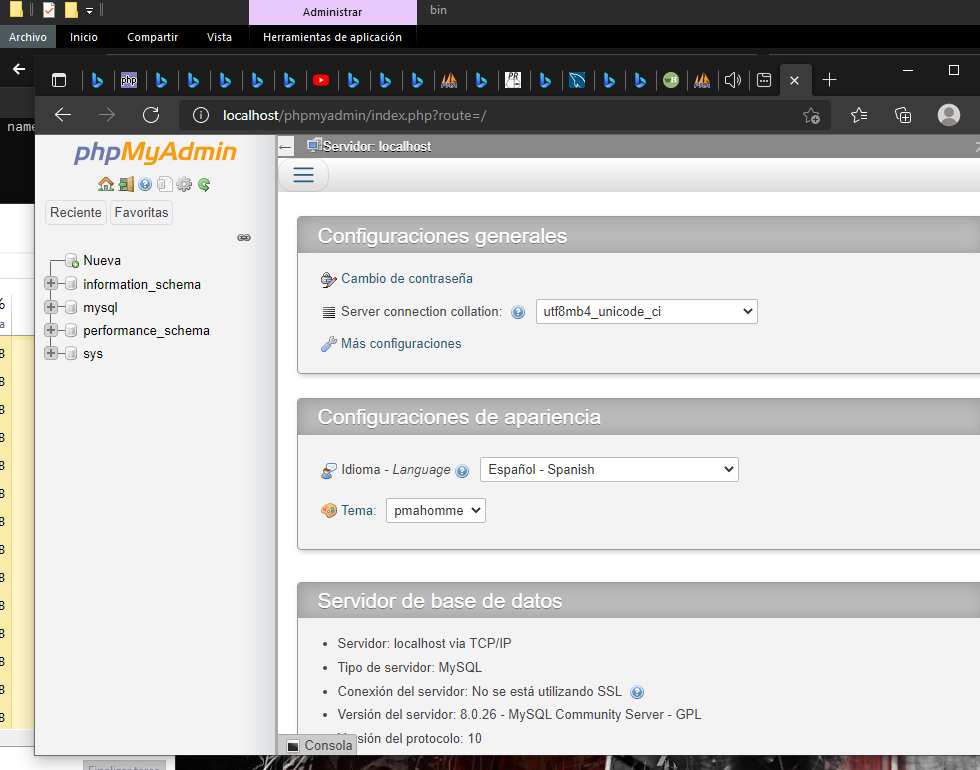 Administrar
bin
Archivo
Inicio
Compartir
Vista
Herramientas de aplicación
php
localhost/phpmyadmin/index.php?route=/
name
phpMyAdmin
Servidor: localhost
Reciente
Favoritas
Nueva
information_schema
mysql
performance_schema
sys
Configuraciones generales
Cambio de contraseña
Server connection collation:
utf8mb4_unicode_ci
Más configuraciones
Configuraciones de apariencia
Idioma - Language
Español - Spanish
Tema:
pmahomme
Servidor de base de datos
Servidor: localhost via TCP/IP
Tipo de servidor: MySQL
Conexión del servidor: No se está utilizando SSL
Versión del servidor: 8.0.26 - MySQL Community Server - GPL
Versión del protocolo: 10
Consola